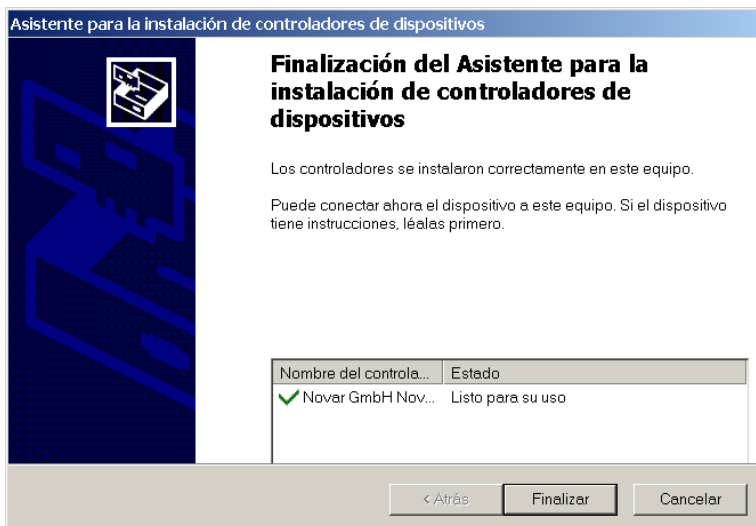 Asistente para la instalación de controladores de dispositivos
Finalización del Asistente para la
instalación de controladores de
dispositivos
Los controladores se instalaron correctamente en este equipo.
Puede conectar ahora el dispositivo a este equipo. Si el dispositivo
tiene instrucciones, léalas primero.
Nombre del controla... Estado
Novar GmbH Nov... Listo para su uso
< Atrás Finalizar Cancelar